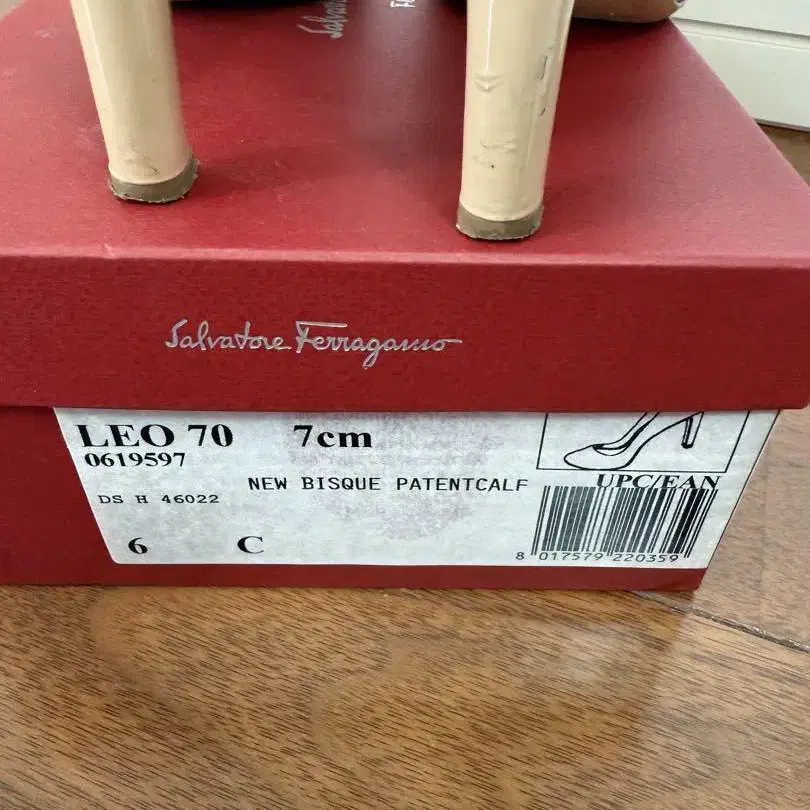 Salvatore Ferragamo
LEO 70 7cm
0619597
NEW BISQUE PATENTCALF
UPC/EAN
DS H 46022
6 C
8 017579 220359